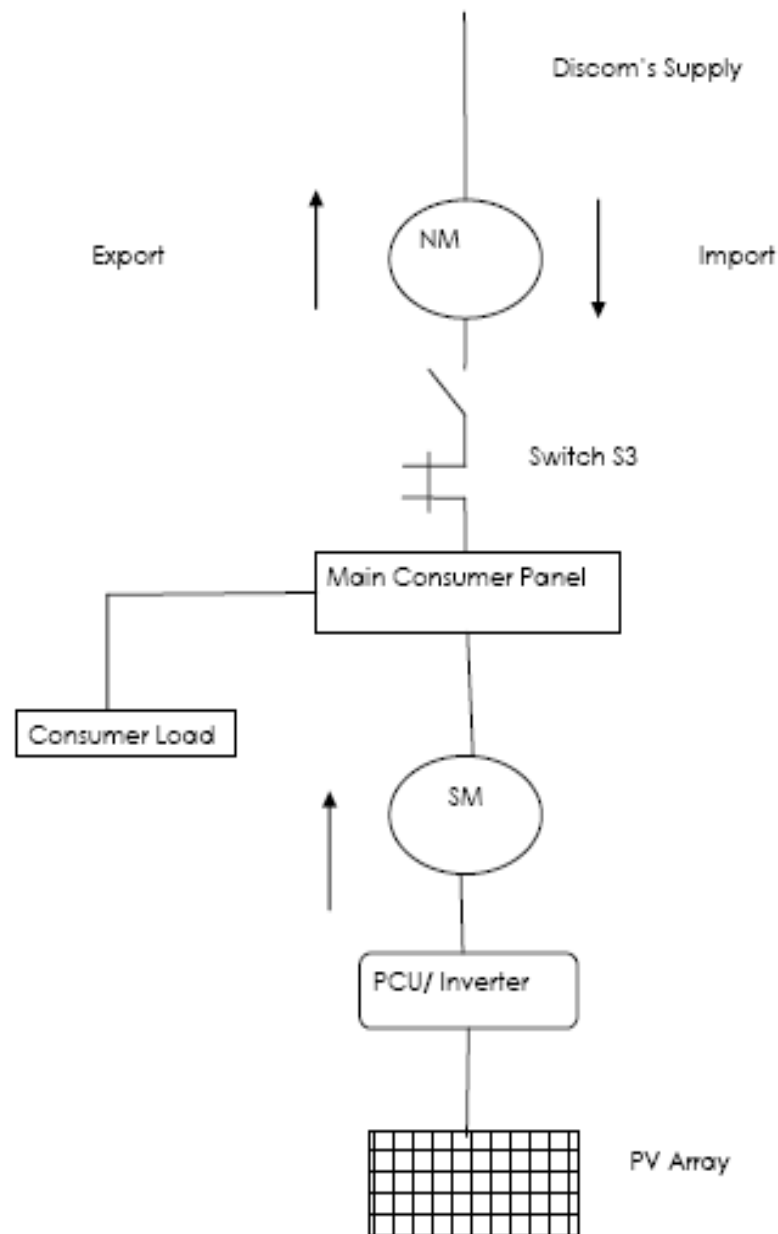 Discom's Supply
NM
Export
Import
Switch S3
Main Consumer Panel
Consumer Load
SM
PCU/ Inverter
PV Array